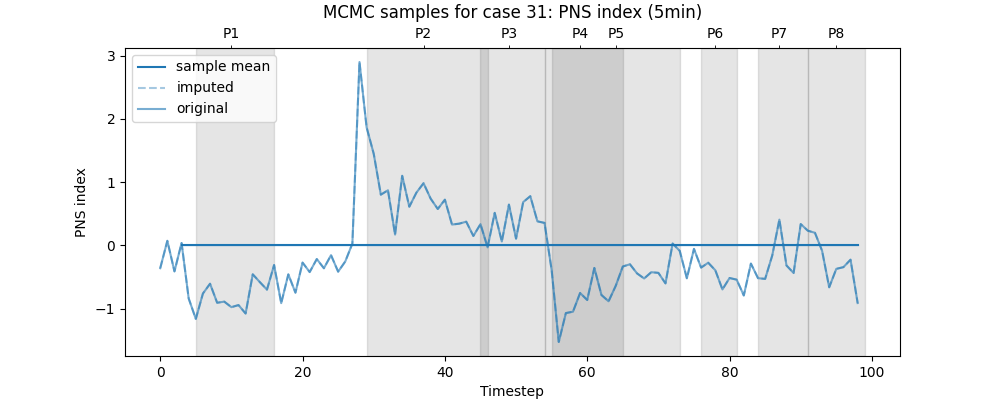 MCMC samples for case 31: PNS index (5min)
P1 P2 P3 P4 P5 P6 P7 P8
sample mean
imputed
original
3
2
1
0
−1
PNS index
0 20 40 60 80 100
Timestep